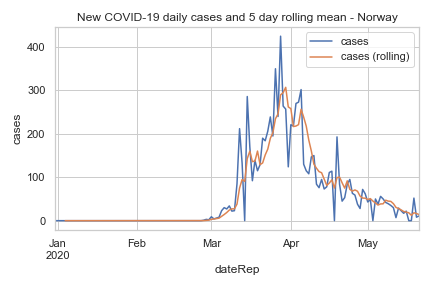 New COVID-19 daily cases and 5 day rolling mean - Norway
cases
cases (rolling)
400
300
200
100
0
cases
Jan
2020
Feb
Mar
Apr
May
dateRep